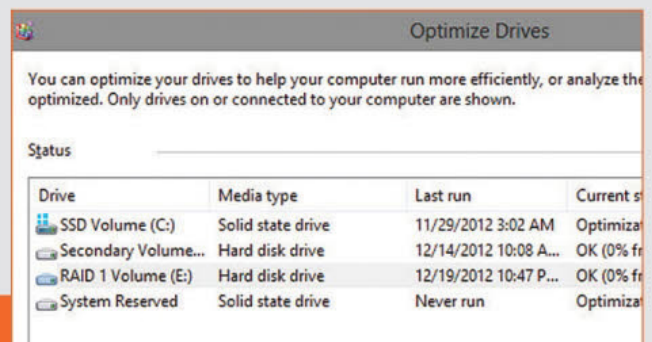 Optimize Drives
You can optimize your drives to help your computer run more efficiently, or analyze the
optimized. Only drives on or connected to your computer are shown.
Status
Drive Media type Last run Current s
SSD Volume (C:) Solid state drive 11/29/2012 3:02 AM Optimiza
Secondary Volume... Hard disk drive 12/14/2012 10:08 A... OK (0% fr
RAID 1 Volume (E:) Hard disk drive 12/19/2012 10:47 P... OK (0% fr
System Reserved Solid state drive Never run Optimiza